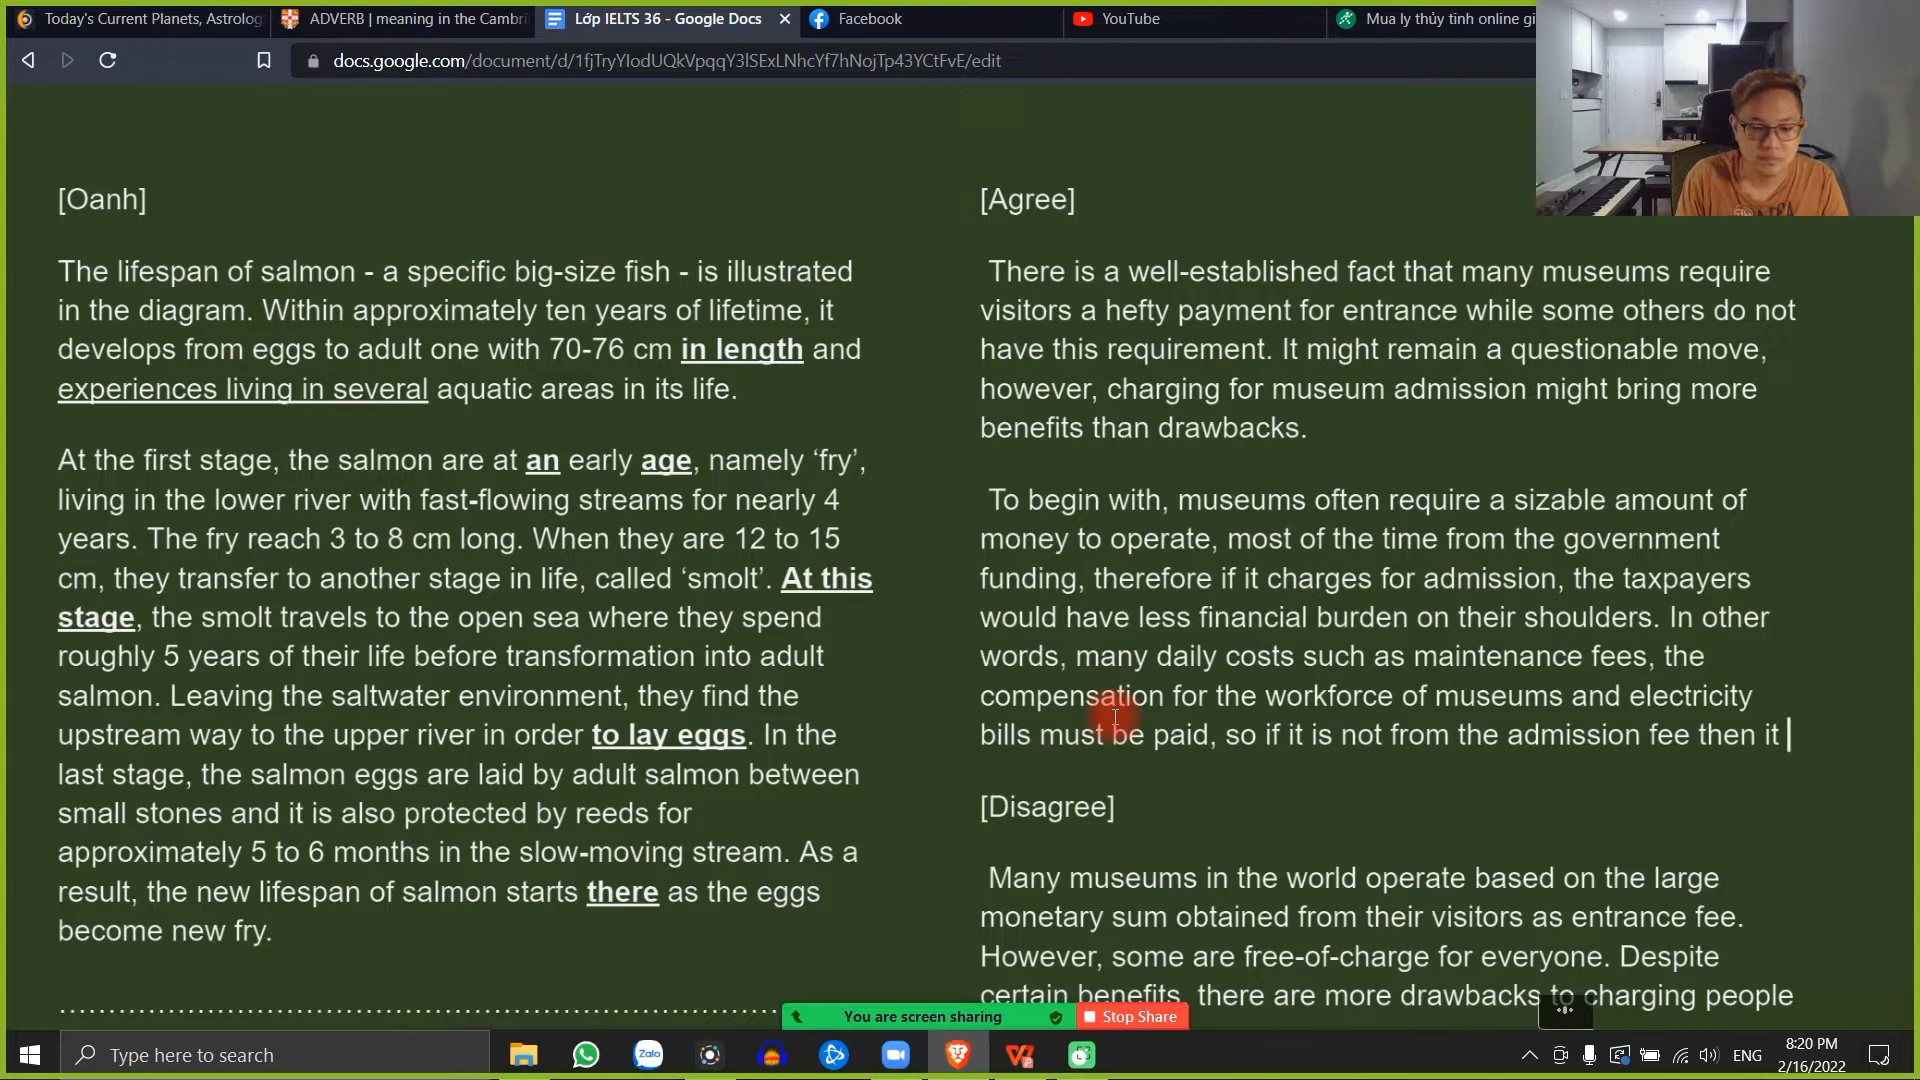 Today's Current Planets, Astrolog
ADVERB | meaning in the Cambri
Lớp IELTS 36 - Google Docs
Facebook
YouTube
Mua ly thủy tinh online gi
docs.google.com/document/d/1fjTryYIodUQkVpqqY3lSExLNhcYf7hNojTp43YCtFvE/edit
[Oanh]
The lifespan of salmon - a specific big-size fish - is illustrated
in the diagram. Within approximately ten years of lifetime, it
develops from eggs to adult one with 70-76 cm in length and
experiences living in several aquatic areas in its life.
At the first stage, the salmon are at an early age, namely ‘fry’,
living in the lower river with fast-flowing streams for nearly 4
years. The fry reach 3 to 8 cm long. When they are 12 to 15
cm, they transfer to another stage in life, called ‘smolt’. At this
stage, the smolt travels to the open sea where they spend
roughly 5 years of their life before transformation into adult
salmon. Leaving the saltwater environment, they find the
upstream way to the upper river in order to lay eggs. In the
last stage, the salmon eggs are laid by adult salmon between
small stones and it is also protected by reeds for
approximately 5 to 6 months in the slow-moving stream. As a
result, the new lifespan of salmon starts there as the eggs
become new fry.
[Agree]
There is a well-established fact that many museums require
visitors a hefty payment for entrance while some others do not
have this requirement. It might remain a questionable move,
however, charging for museum admission might bring more
benefits than drawbacks.
To begin with, museums often require a sizable amount of
money to operate, most of the time from the government
funding, therefore if it charges for admission, the taxpayers
would have less financial burden on their shoulders. In other
words, many daily costs such as maintenance fees, the
compensation for the workforce of museums and electricity
bills must be paid, so if it is not from the admission fee then it
[Disagree]
Many museums in the world operate based on the large
monetary sum obtained from their visitors as entrance fee.
However, some are free-of-charge for everyone. Despite
certain benefits, there are more drawbacks to charging people
You are screen sharing
Stop Share
Type here to search
Zalo
ENG
8:20 PM
2/16/2022